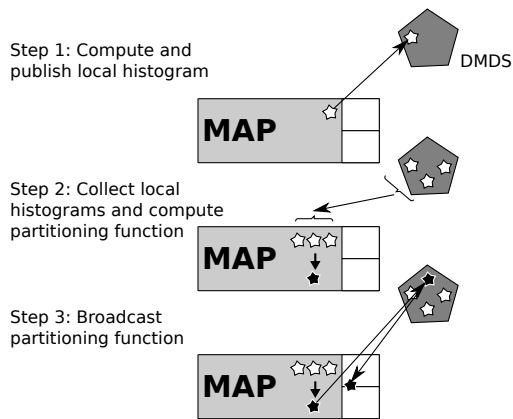 Step 1: Compute and
publish local histogram
DMDS
MAP
Step 2: Collect local
histograms and compute
partitioning function
MAP
Step 3: Broadcast
partitioning function
MAP